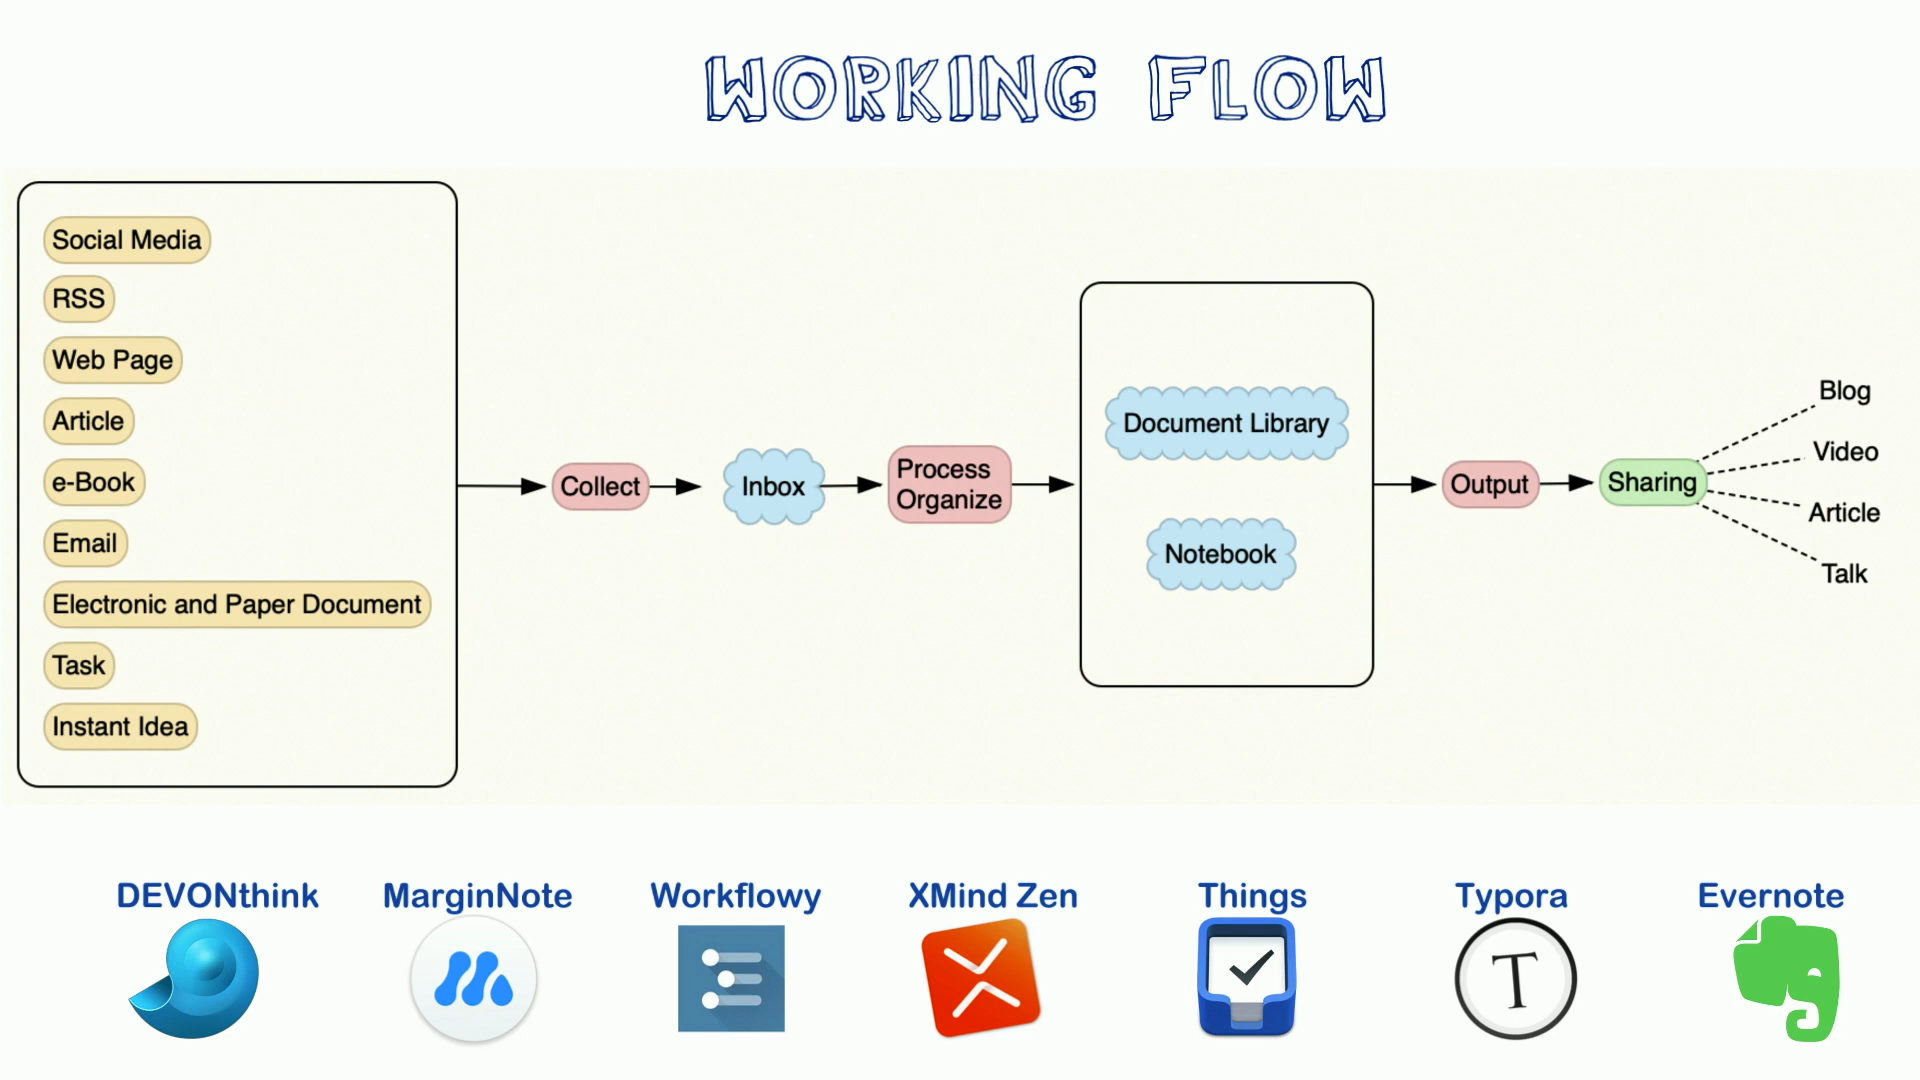 WORKING FLOW
Social Media
RSS
Web Page
Article
e-Book
Email
Electronic and Paper Document
Task
Instant Idea
Collect
Inbox
Process
Organize
Document Library
Notebook
Output
Sharing
Blog
Video
Article
Talk
DEVONthink
MarginNote
Workflowy
XMind Zen
Things
Typora
Evernote
T